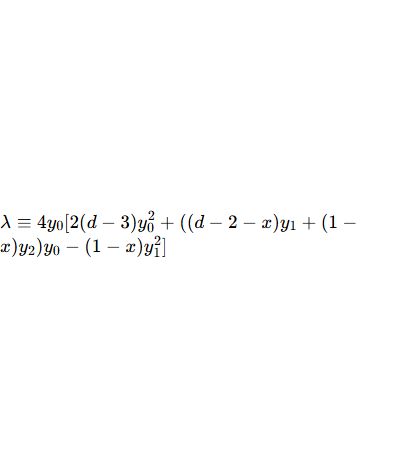 λ ≡ 4y₀[2(d − 3)y₀² + ((d − 2 − x)y₁ + (1 −
x)y₂)y₀ − (1 − x)y₁²]